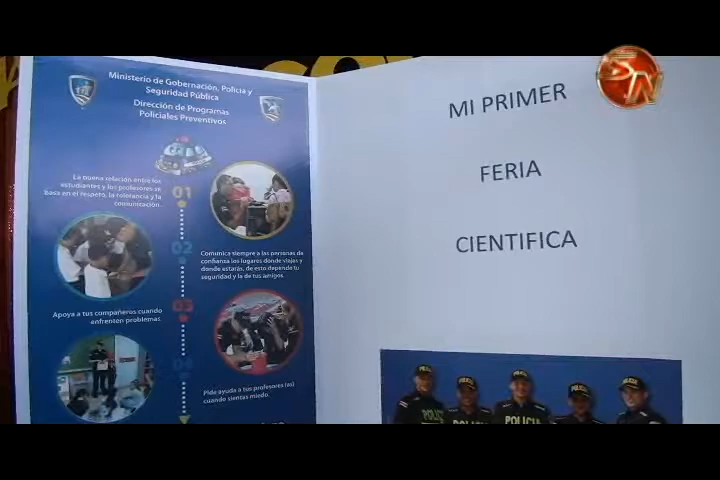 Ministerio de Gobernación, Policía y
Seguridad Pública
Dirección de Programas
Policiales Preventivos
La buena relación entre los
estudiantes y los profesores se
basa en el respeto, la tolerancia y la
comunicación.
01
02
Comunica siempre a las personas de
confianza los lugares donde viajas y
donde estarás, de esto depende tu
seguridad y la de tus amigos.
Apoya a tus compañeros cuando
enfrenten problemas.
03
04
Pide ayuda a tus profesores (as)
cuando sientas miedo.
MI PRIMER
FERIA
CIENTIFICA
POLICIA
POLICIA